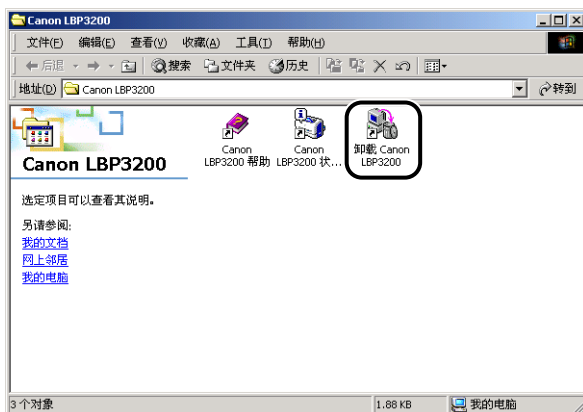 Canon LBP3200
文件(F) 编辑(E) 查看(V) 收藏(A) 工具(T) 帮助(H)
后退 搜索 文件夹 历史
地址(D) Canon LBP3200 转到
Canon LBP3200 帮助
Canon LBP3200 状...
卸载 Canon LBP3200
Canon LBP3200
选定项目可以查看其说明。
另请参阅:
我的文档
网上邻居
我的电脑
3 个对象 1.88 KB 我的电脑